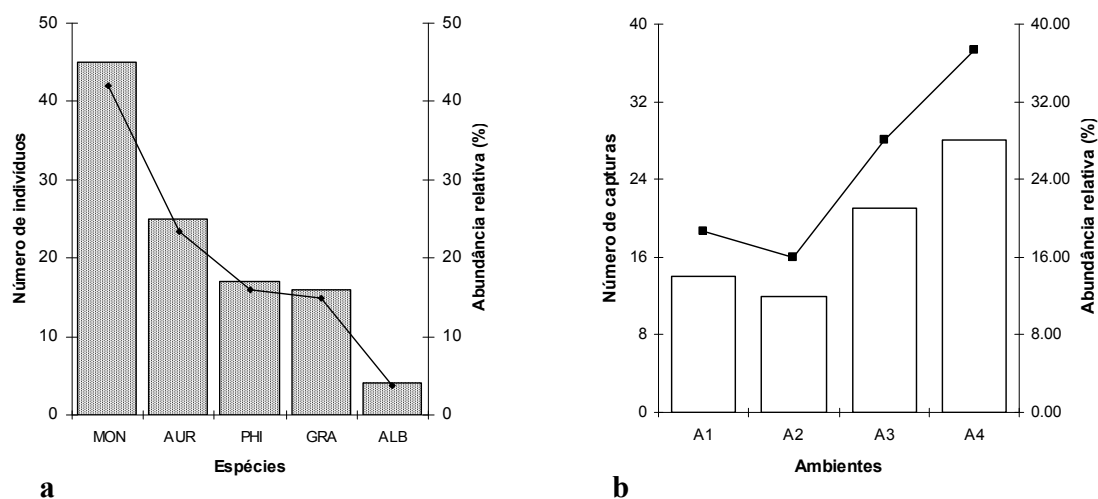 50
40
30
20
10
0
Número de indivíduos
50
40
30
20
10
0
Abundância relativa (%)
MON AUR PHI GRA ALB
Espécies
a
40
32
24
16
8
0
Número de capturas
40.00
32.00
24.00
16.00
8.00
0.00
Abundância relativa (%)
A1 A2 A3 A4
Ambientes
b